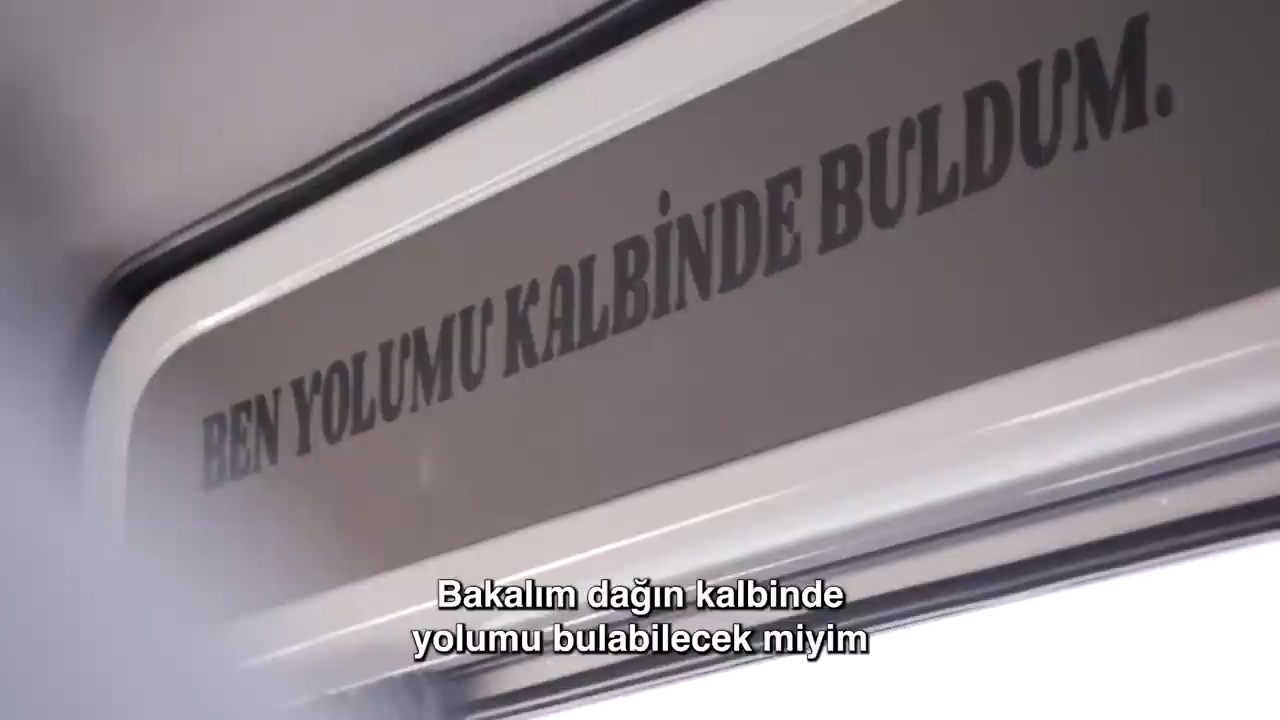 BEN YOLUMU KALBİNDE BULDUM.
Bakalım dağın kalbinde
yolumu bulabilecek miyim